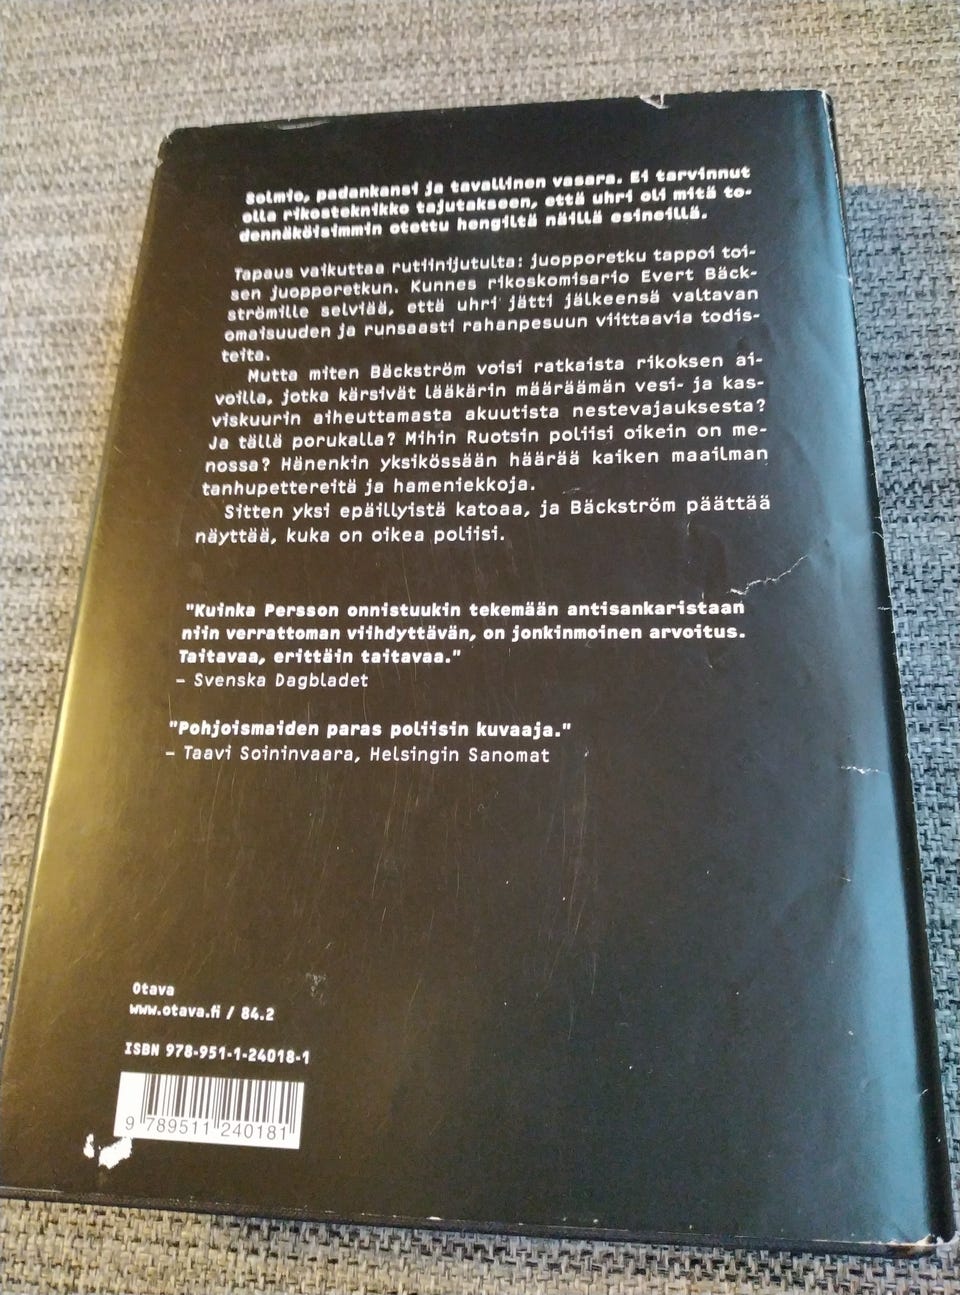 Solmio, padankansi ja tavallinen vasara. Ei tarvinnut
olla rikosteknikko tajutakseen, että uhri oli mitä to-
dennäköisimmin otettu hengiltä näillä esineillä.
Tapaus vaikuttaa rutiinijutulta: juopporetku tappoi toi-
sen juopporetkun. Kunnes rikoskomisario Evert Bäck-
strömille selviää, että uhri jätti jälkeensä valtavan
omaisuuden ja runsaasti rahanpesuun viittaavia todis-
teita.
Mutta miten Bäckström voisi ratkaista rikoksen ai-
voilla, jotka kärsivät lääkärin määräämän vesi- ja kas-
viskuurin aiheuttamasta akuutista nestevajauksesta?
Ja tällä porukalla? Mihin Ruotsin poliisi oikein on me-
nossa? Hänenkin yksikössään häärää kaiken maailman
tanhupettereitä ja hameniekkoja.
Sitten yksi epäillyistä katoaa, ja Bäckström päättää
näyttää, kuka on oikea poliisi.
"Kuinka Persson onnistuukin tekemään antisankaristaan
niin verrattoman viihdyttävän, on jonkinmoinen arvoitus.
Taitavaa, erittäin taitavaa."
– Svenska Dagbladet
"Pohjoismaiden paras poliisin kuvaaja."
– Taavi Soininvaara, Helsingin Sanomat
Otava
www.otava.fi / 84.2
ISBN 978-951-1-24018-1
9 789511 240181